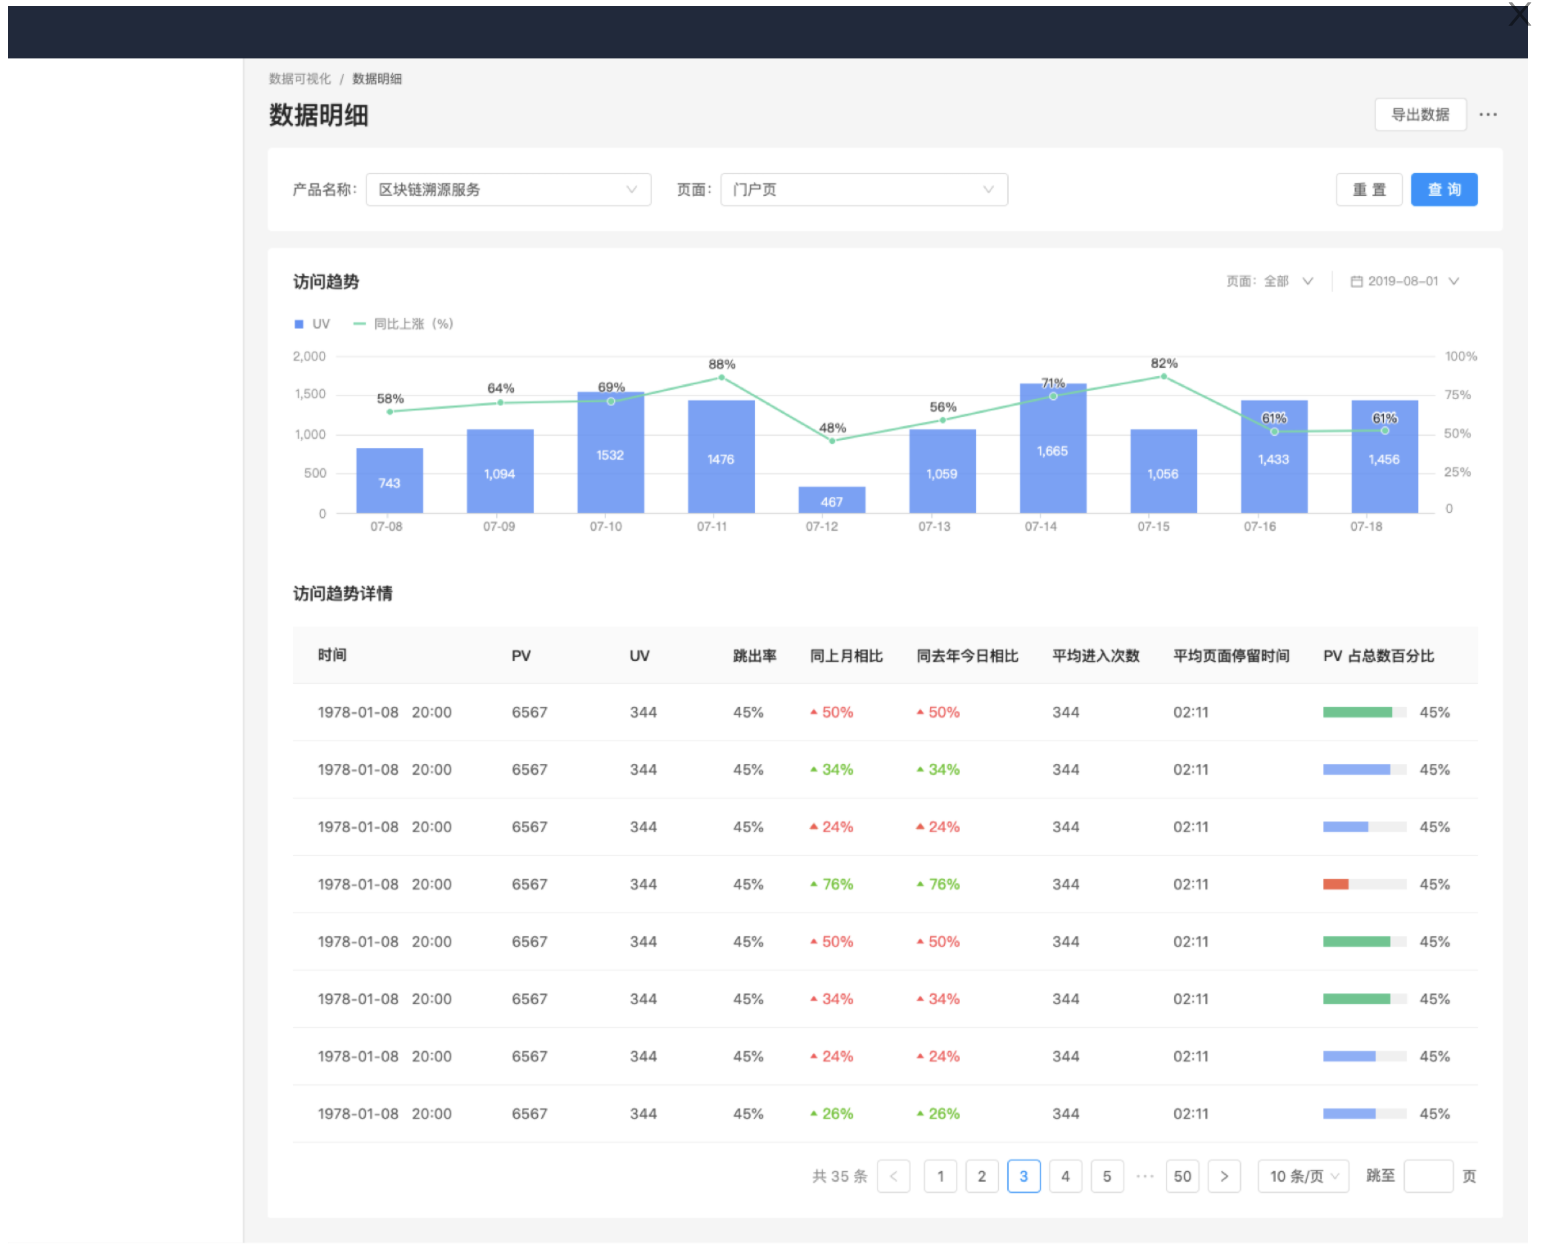 X
数据可视化 / 数据明细
数据明细
导出数据 ···
产品名称: 区块链溯源服务 页面: 门户页 重 置 查 询
访问趋势 页面: 全部 2019-08-01
UV 同比上涨 (%)
2,000 88% 82% 100%
1,500 58% 64% 69% 71% 75%
1,000 48% 56% 61% 61% 50%
500 743 1,094 1532 1476 467 1,059 1,665 1,056 1,433 1,456 25%
0 0
07-08 07-09 07-10 07-11 07-12 07-13 07-14 07-15 07-16 07-18
访问趋势详情
时间 PV UV 跳出率 同上月相比 同去年今日相比 平均进入次数 平均页面停留时间 PV 占总数百分比
1978-01-08 20:00 6567 344 45% 50% 50% 344 02:11 45%
1978-01-08 20:00 6567 344 45% 34% 34% 344 02:11 45%
1978-01-08 20:00 6567 344 45% 24% 24% 344 02:11 45%
1978-01-08 20:00 6567 344 45% 76% 76% 344 02:11 45%
1978-01-08 20:00 6567 344 45% 50% 50% 344 02:11 45%
1978-01-08 20:00 6567 344 45% 34% 34% 344 02:11 45%
1978-01-08 20:00 6567 344 45% 24% 24% 344 02:11 45%
1978-01-08 20:00 6567 344 45% 26% 26% 344 02:11 45%
共 35 条 < 1 2 3 4 5 ··· 50 > 10 条/页 跳至 页